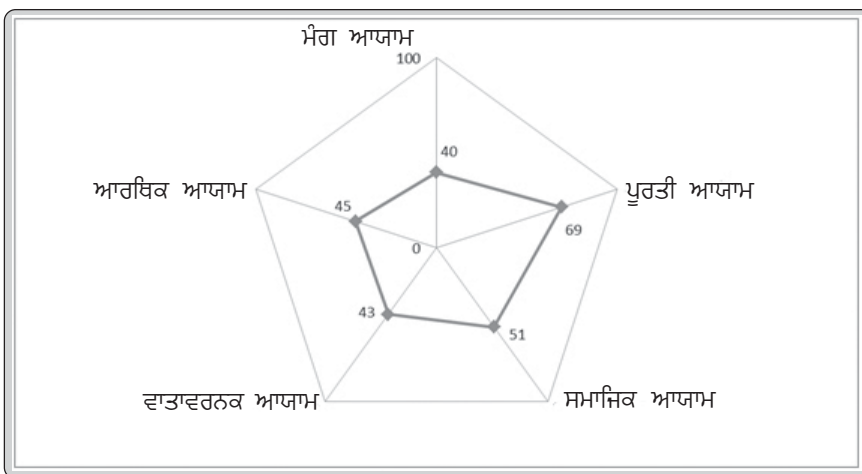 ਮੰਗ ਆਯਾਮ
100
40
ਆਰਥਿਕ ਆਯਾਮ
ਪੂਰਤੀ ਆਯਾਮ
45
69
0
43
51
ਵਾਤਾਵਰਨਕ ਆਯਾਮ
ਸਮਾਜਿਕ ਆਯਾਮ